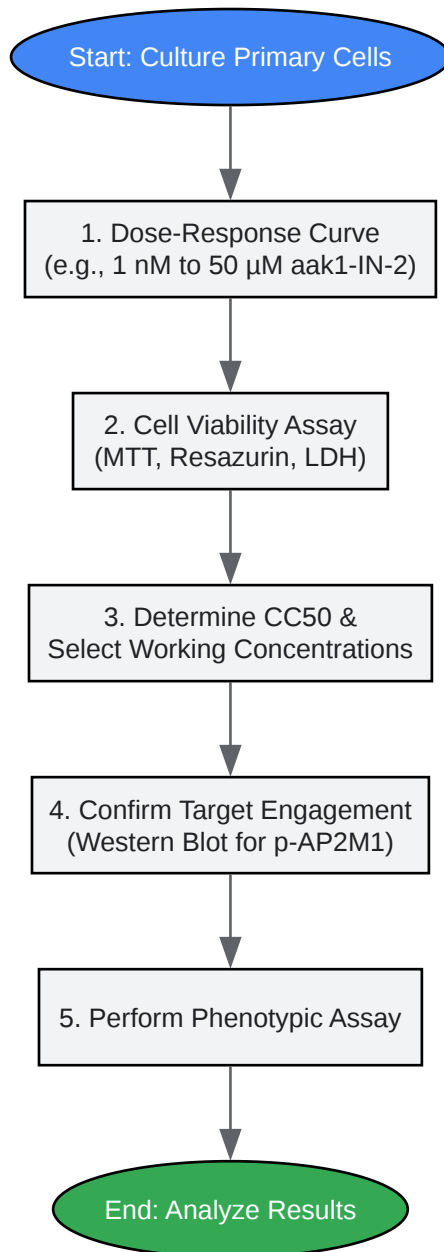 Start: Culture Primary Cells
1. Dose-Response Curve
(e.g., 1 nM to 50 µM aak1-IN-2)
2. Cell Viability Assay
(MTT, Resazurin, LDH)
3. Determine CC50 &
Select Working Concentrations
4. Confirm Target Engagement
(Western Blot for p-AP2M1)
5. Perform Phenotypic Assay
End: Analyze Results